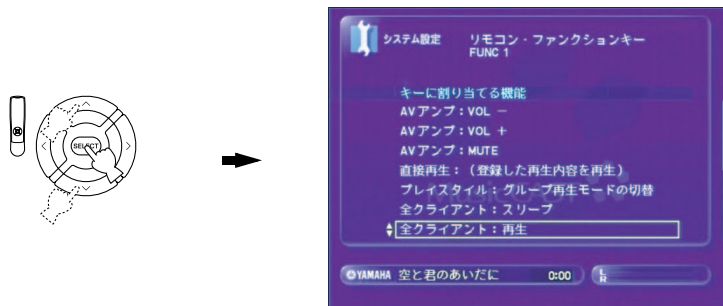 SELECT
システム設定 リモコン・ファンクションキー
FUNC 1
キーに割り当てる機能
AVアンプ：VOL －
AVアンプ：VOL ＋
AVアンプ：MUTE
直接再生：（登録した再生内容を再生）
プレイスタイル：グループ再生モードの切替
全クライアント：スリープ
全クライアント：再生
YAMAHA 空と君のあいだに 0:00 L
R